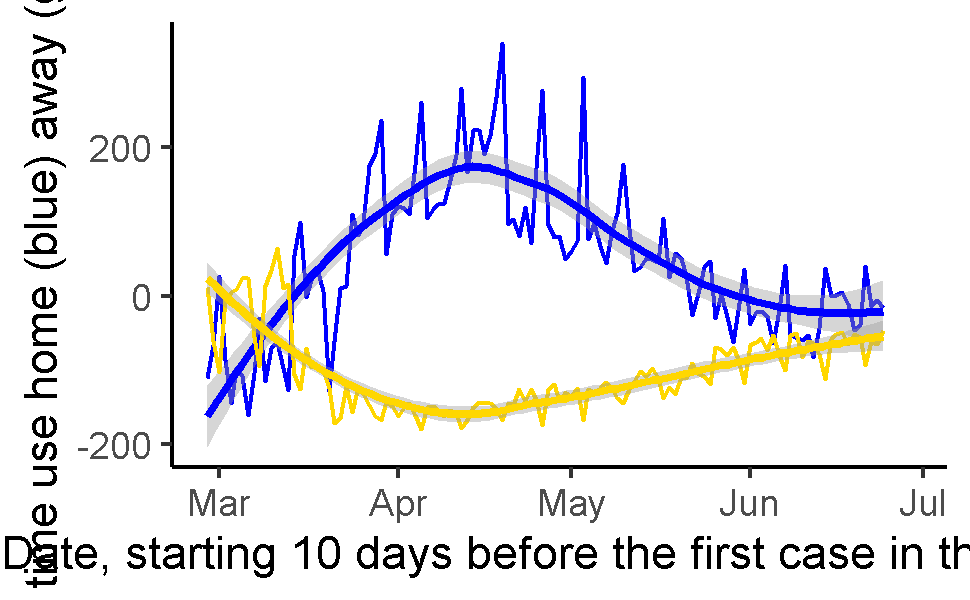 time use home (blue) away (
200
0
-200
Mar Apr May Jun Jul
Date, starting 10 days before the first case in th